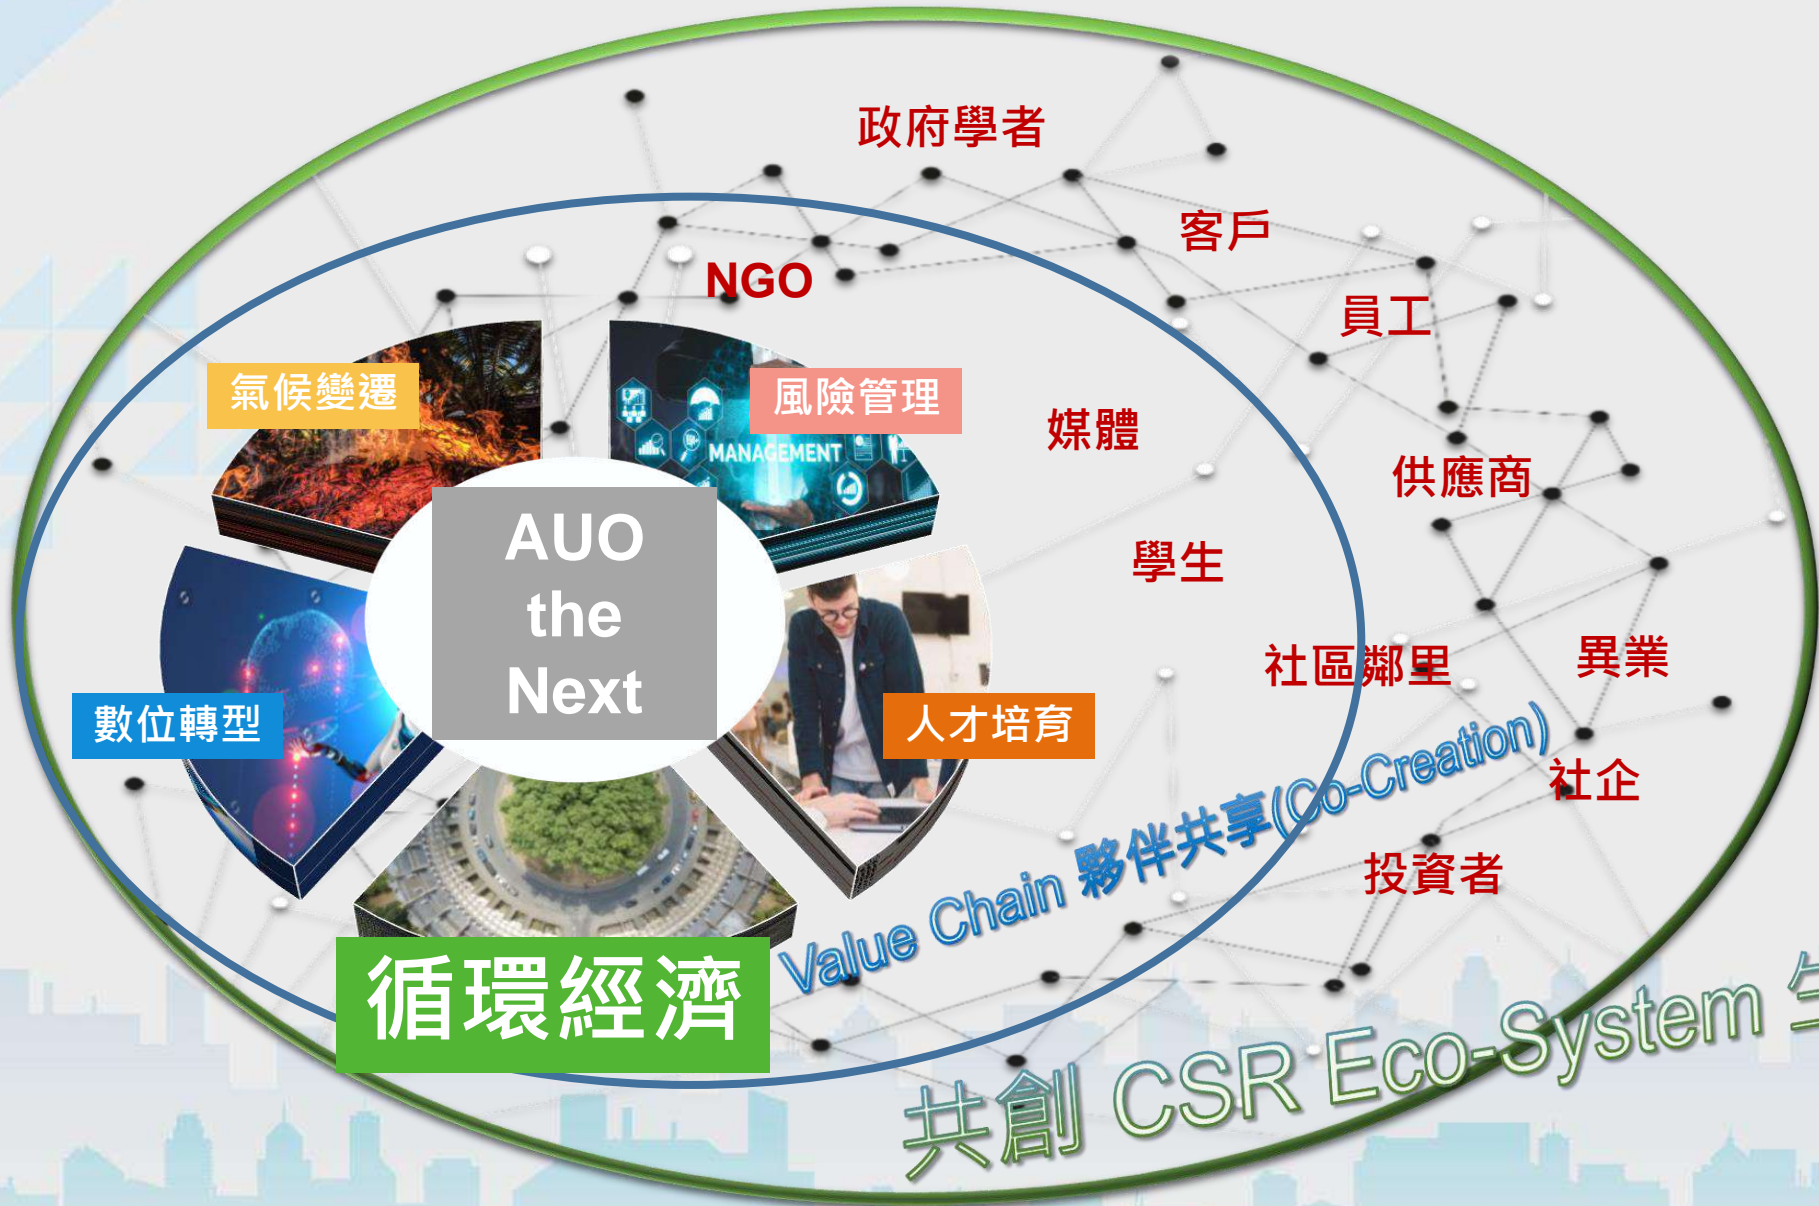 政府學者
客戶
NGO
員工
氣候變遷
風險管理
媒體
MANAGEMENT
供應商
AUO
the
Next
學生
社區鄰里
異業
數位轉型
人才培育
社企
Value Chain 夥伴共享(Co-Creation)
投資者
循環經濟
共創 CSR Eco-System 生